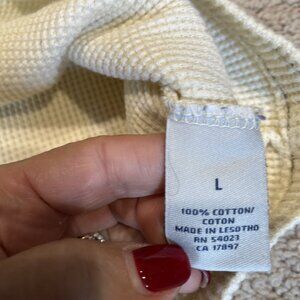 L
100% COTTON/
COTON
MADE IN LESOTHO
RN 54023
CA 17897